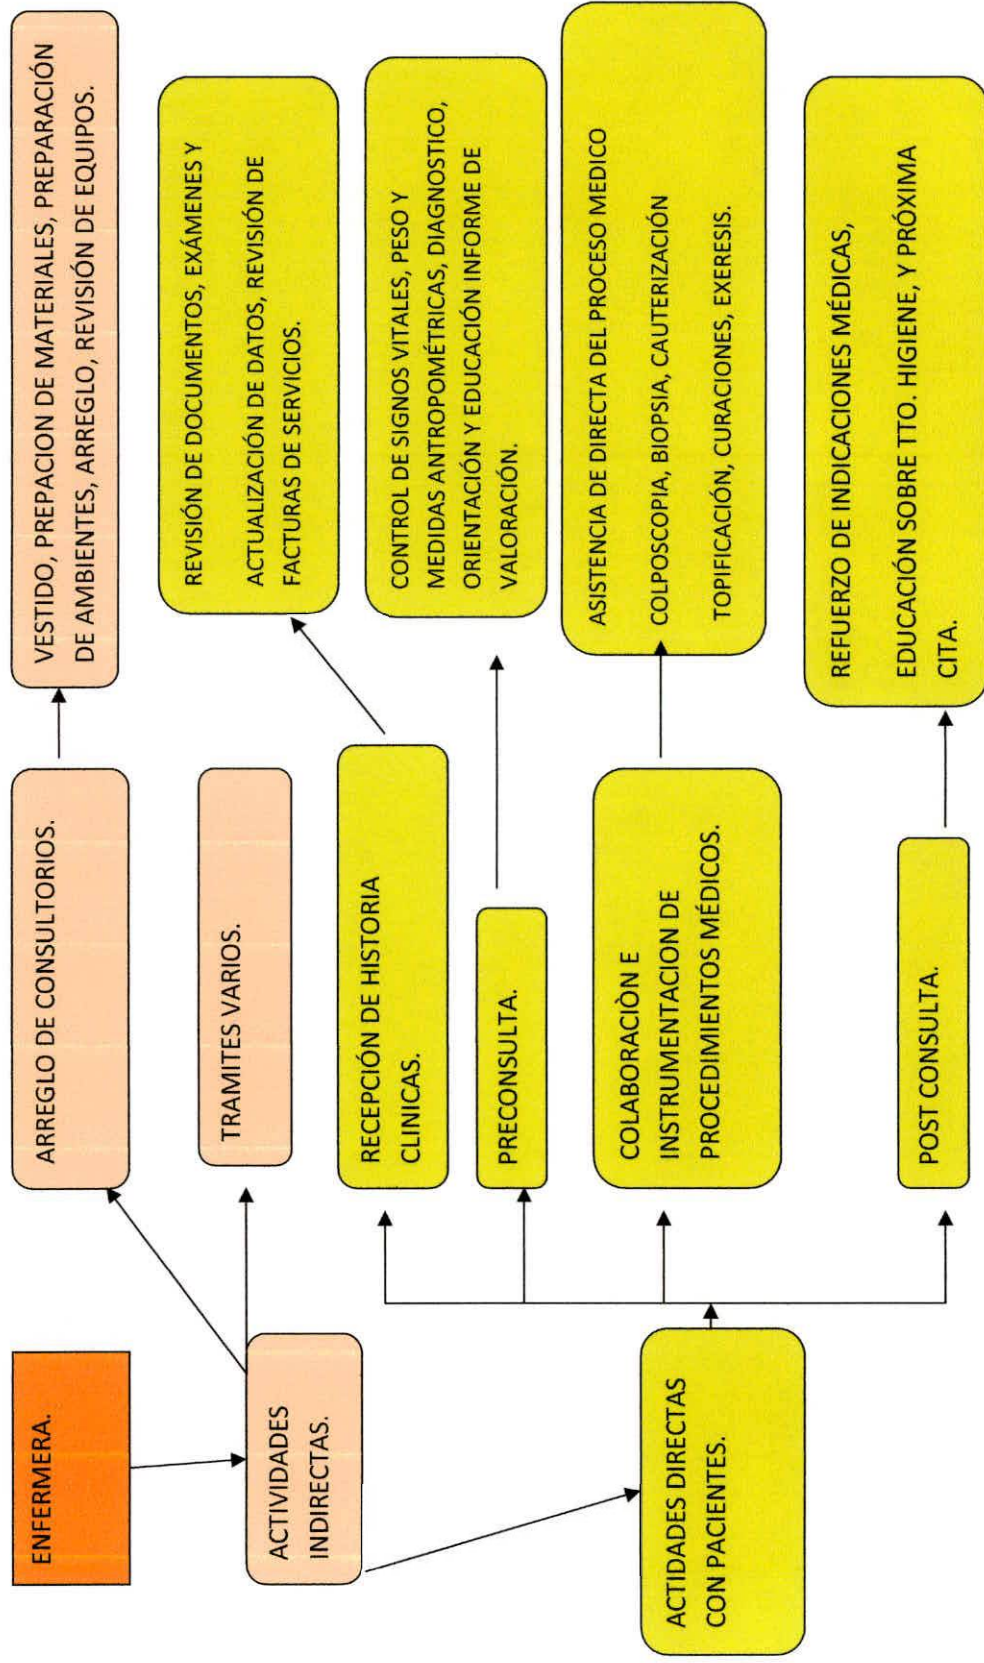 ENFERMERA.
ACTIVIDADES
INDIRECTAS.
ACTIDADES DIRECTAS
CON PACIENTES.
ARREGLO DE CONSULTORIOS.
TRAMITES VARIOS.
RECEPCIÓN DE HISTORIA
CLINICAS.
PRECONSULTA.
COLABORACIÒN E
INSTRUMENTACION DE
PROCEDIMIENTOS MÉDICOS.
POST CONSULTA.
VESTIDO, PREPACION DE MATERIALES, PREPARACIÓN
DE AMBIENTES, ARREGLO, REVISIÓN DE EQUIPOS.
REVISIÓN DE DOCUMENTOS, EXÁMENES Y
ACTUALIZACIÓN DE DATOS, REVISIÓN DE
FACTURAS DE SERVICIOS.
CONTROL DE SIGNOS VITALES, PESO Y
MEDIDAS ANTROPOMÉTRICAS, DIAGNOSTICO,
ORIENTACIÓN Y EDUCACIÓN INFORME DE
VALORACIÓN.
ASISTENCIA DE DIRECTA DEL PROCESO MEDICO
COLPOSCOPIA, BIOPSIA, CAUTERIZACIÓN
TOPIFICACIÓN, CURACIONES, EXERESIS.
REFUERZO DE INDICACIONES MÉDICAS,
EDUCACIÓN SOBRE TTO. HIGIENE, Y PRÓXIMA
CITA.